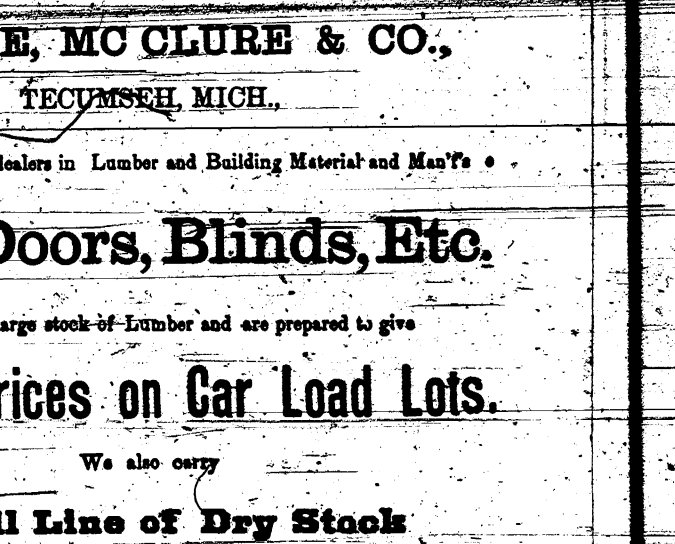 E, MC CLURE & CO.,
TECUMSEH, MICH.,
dealers in Lumber and Building Material and Man'f's
Doors, Blinds, Etc.
arge stock of Lumber and are prepared to give
rices on Car Load Lots.
We also carry
ll Line of Dry Stock